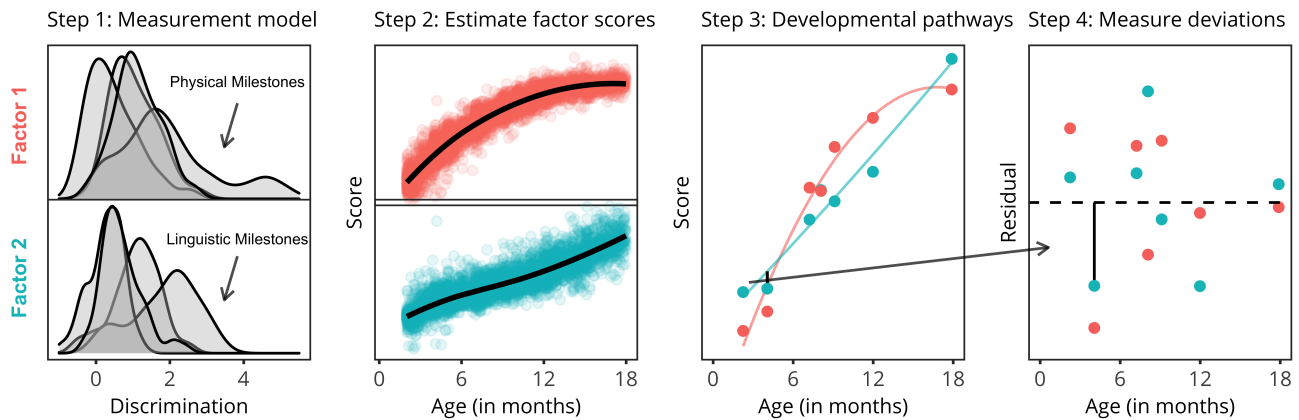 Step 1: Measurement model
Step 2: Estimate factor scores
Step 3: Developmental pathways
Step 4: Measure deviations
Factor 1
Factor 2
Physical Milestones
Linguistic Milestones
0 2 4
Discrimination
Score
0 6 12 18
Age (in months)
Score
0 6 12 18
Age (in months)
Residual
0 6 12 18
Age (in months)